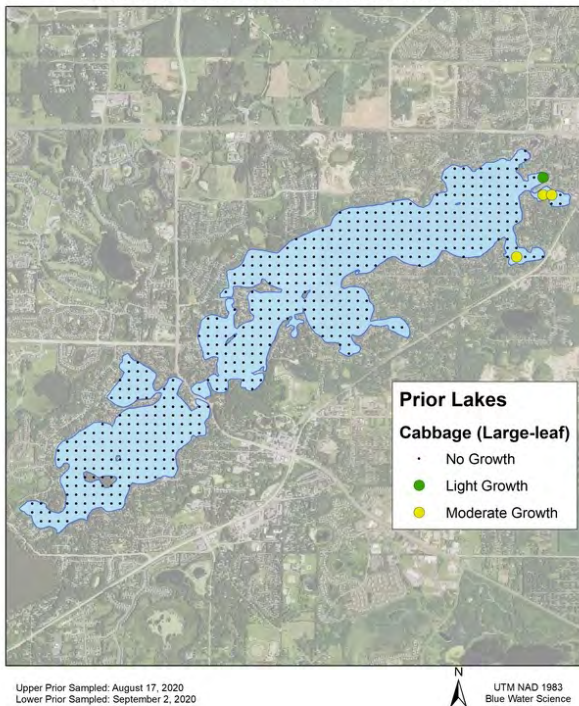 Prior Lakes
Cabbage (Large-leaf)
No Growth
Light Growth
Moderate Growth
Upper Prior Sampled: August 17, 2020
Lower Prior Sampled: September 2, 2020
N
UTM NAD 1983
Blue Water Science